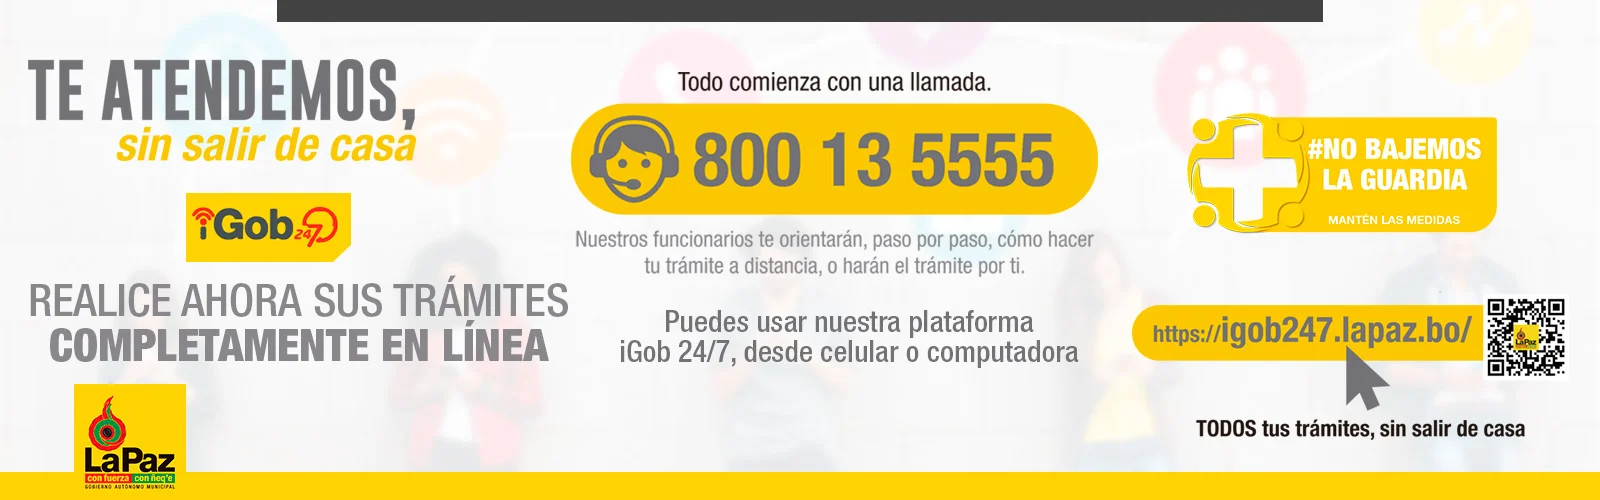 TE ATENDEMOS,
sin salir de casa
iGob 24/7
REALICE AHORA SUS TRÁMITES
COMPLETAMENTE EN LÍNEA
LaPaz
con fuerza con ñeq'e
GOBIERNO AUTÓNOMO MUNICIPAL
Todo comienza con una llamada.
800 13 5555
Nuestros funcionarios te orientarán, paso por paso, cómo hacer
tu trámite a distancia, o harán el trámite por ti.
Puedes usar nuestra plataforma
iGob 24/7, desde celular o computadora
#NO BAJEMOS
LA GUARDIA
MANTÉN LAS MEDIDAS
https://igob247.lapaz.bo/
LaPaz
TODOS tus trámites, sin salir de casa